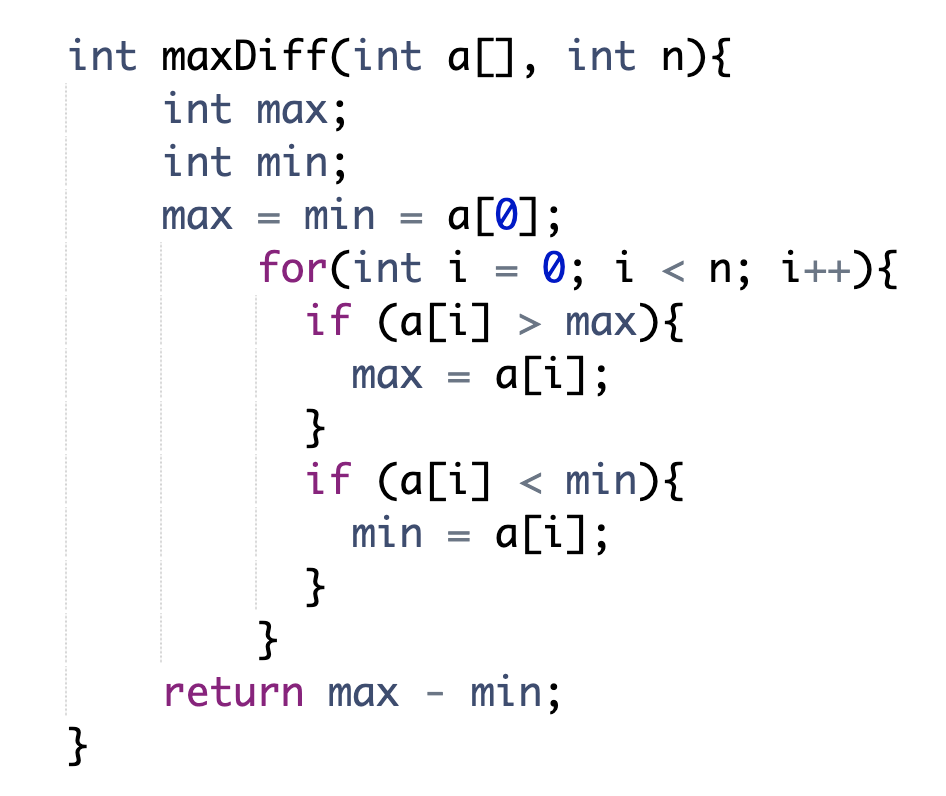 int maxDiff(int a[], int n){
    int max;
    int min;
    max = min = a[0];
        for(int i = 0; i < n; i++){
          if (a[i] > max){
            max = a[i];
          }
          if (a[i] < min){
            min = a[i];
          }
        }
    return max - min;
}